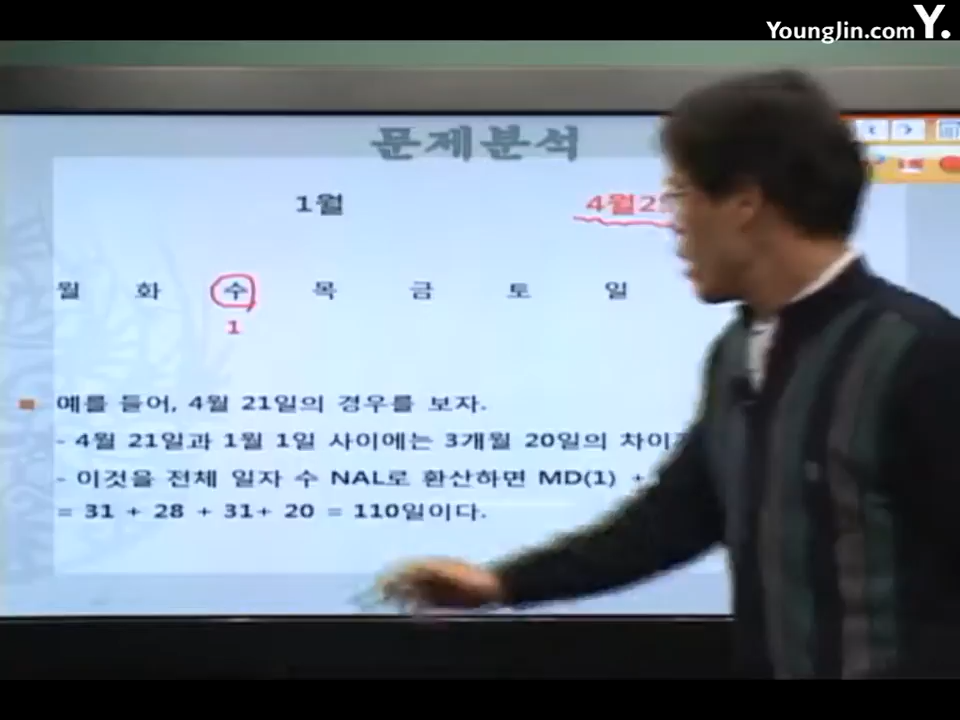 YoungJin.com Y.
문제분석
1월
4월2
월 화 수 목 금 토 일
1
예를 들어, 4월 21일의 경우를 보자.
- 4월 21일과 1월 1일 사이에는 3개월 20일의 차이
- 이것을 전체 일자 수 NAL로 환산하면 MD(1) +
= 31 + 28 + 31+ 20 = 110일이다.